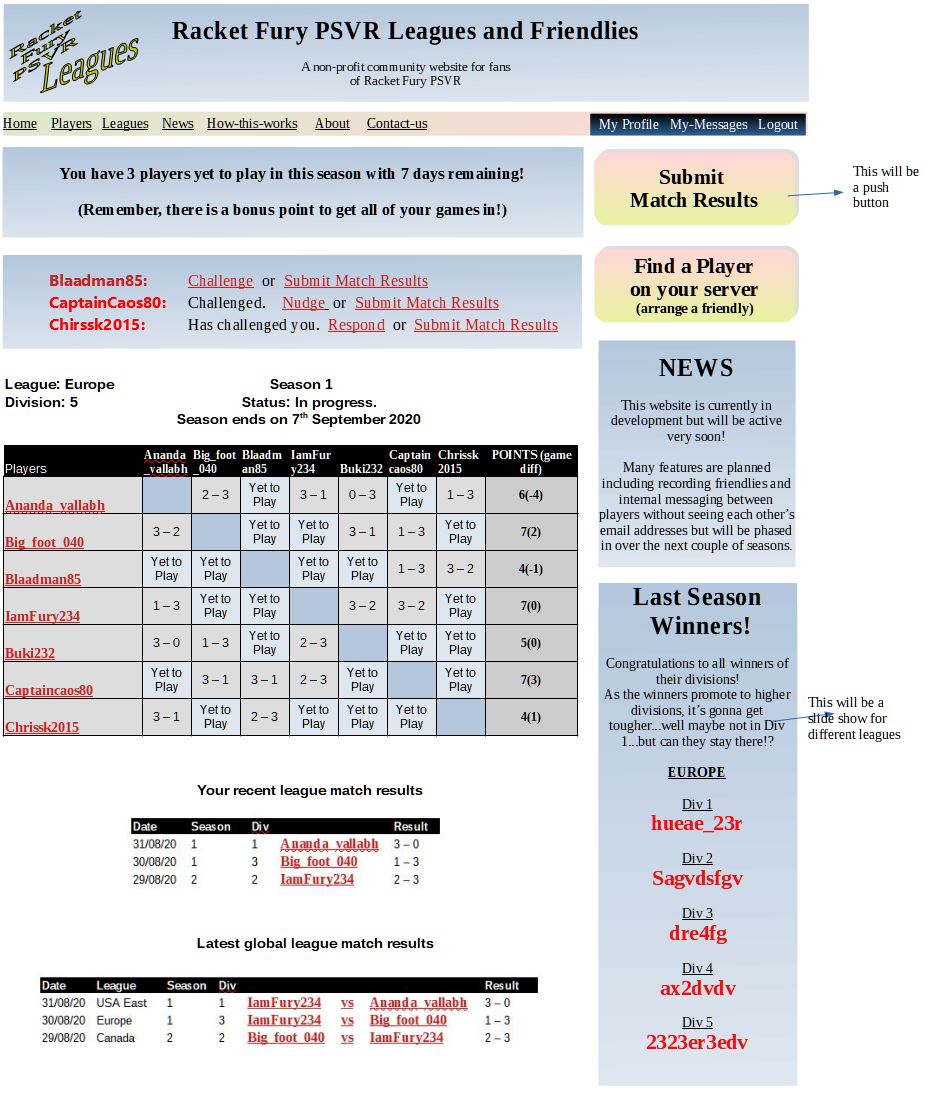 Racket
Fury
PSVR
Leagues
Racket Fury PSVR Leagues and Friendlies
A non-profit community website for fans
of Racket Fury PSVR
Home Players Leagues News How-this-works About Contact-us
My Profile My-Messages Logout
You have 3 players yet to play in this season with 7 days remaining!
(Remember, there is a bonus point to get all of your games in!)
Submit
Match Results
This will be
a push
button
Blaadman85: Challenge or Submit Match Results
CaptainCaos80: Challenged. Nudge or Submit Match Results
Chirssk2015: Has challenged you. Respond or Submit Match Results
Find a Player
on your server
(arrange a friendly)
League: Europe Season 1
Division: 5 Status: In progress.
Season ends on 7th September 2020
Players Ananda_vallabh Big_foot_040 Blaadman85 IamFury234 Buki232 Captaincaos80 Chrissk2015 POINTS (game diff)
Ananda_vallabh 2 – 3 Yet to Play 3 – 1 0 – 3 Yet to Play 1 – 3 6(-4)
Big_foot_040 3 – 2 Yet to Play Yet to Play 3 – 1 1 – 3 Yet to Play 7(2)
Blaadman85 Yet to Play Yet to Play Yet to Play Yet to Play 1 – 3 3 – 2 4(-1)
IamFury234 1 – 3 Yet to Play Yet to Play 3 – 2 3 – 2 Yet to Play 7(0)
Buki232 3 – 0 1 – 3 Yet to Play 2 – 3 Yet to Play Yet to Play 5(0)
Captaincaos80 Yet to Play 3 – 1 3 – 1 2 – 3 Yet to Play Yet to Play 7(3)
Chrissk2015 3 – 1 Yet to Play 2 – 3 Yet to Play Yet to Play Yet to Play 4(1)
Your recent league match results
Date Season Div Result
31/08/20 1 1 Ananda_vallabh 3 – 0
30/08/20 1 3 Big_foot_040 1 – 3
29/08/20 2 2 IamFury234 2 – 3
Latest global league match results
Date League Season Div Result
31/08/20 USA East 1 1 IamFury234 vs Ananda_vallabh 3 – 0
30/08/20 Europe 1 3 IamFury234 vs Big_foot_040 1 – 3
29/08/20 Canada 2 2 Big_foot_040 vs IamFury234 2 – 3
NEWS
This website is currently in
development but will be active
very soon!
Many features are planned
including recording friendlies and
internal messaging between
players without seeing each other's
email addresses but will be phased
in over the next couple of seasons.
Last Season
Winners!
Congratulations to all winners of
their divisions!
As the winners promote to higher
divisions, it's gonna get
tougher...well maybe not in Div
1...but can they stay there!?
This will be a
slide show for
different leagues
EUROPE
Div 1
hueae_23r
Div 2
Sagvdsfgv
Div 3
dre4fg
Div 4
ax2dvdv
Div 5
2323er3edv